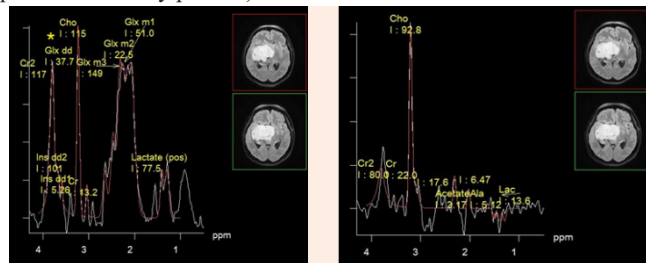 Cho
I : 115
Glx m1
I : 51.0
Glx m2
I : 22.5
*
Glx dd
I : 37.7
Glx m3
I : 149
Cr2
I : 117
Ins dd2
I : 101
Ins dd1
I : 5.26
Cr
I : 13.2
Lactate (pos)
I : 77.5
4 3 2 1
ppm
Cho
I : 92.8
Cr2
I : 80.0
Cr
I : 22.0
I : 17.6
I : 6.47
Acetate
I : 2.17
Ala
I : 5.12
Lac
I : 13.6
4 3 2 1
ppm